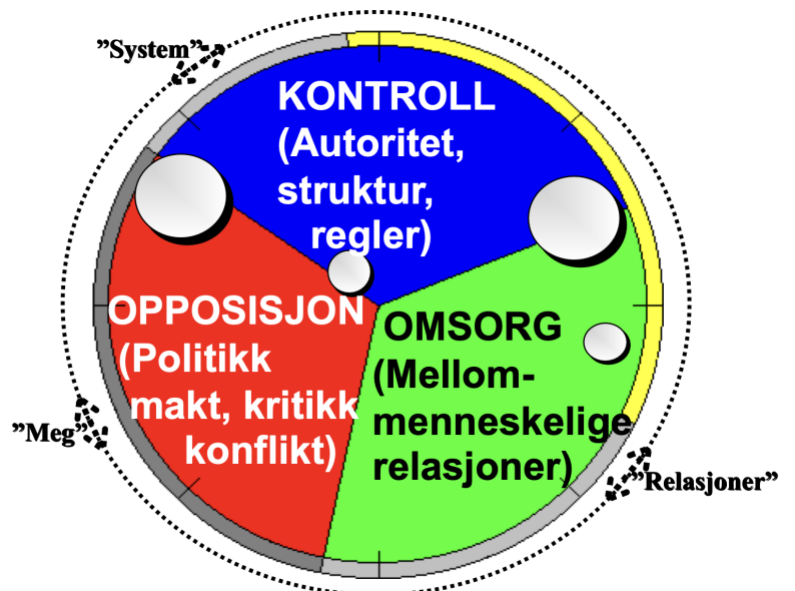 ”System”
KONTROLL
(Autoritet,
struktur,
regler)
OPPOSISJON
(Politikk
makt, kritikk
konflikt)
OMSORG
(Mellom-
menneskelige
relasjoner)
”Meg”
”Relasjoner”